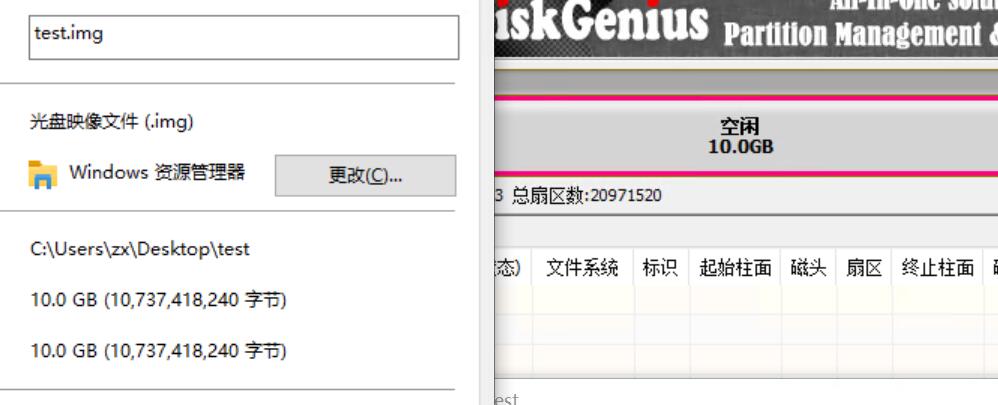 test.img
光盘映像文件 (.img)
Windows 资源管理器
更改(C)...
C:\Users\zx\Desktop\test
10.0 GB (10,737,418,240 字节)
10.0 GB (10,737,418,240 字节)
iskGenius
All-In-One
Partition Management &
空闲
10.0GB
3 总扇区数:20971520
态) 文件系统 标识 起始柱面 磁头 扇区 终止柱面
est